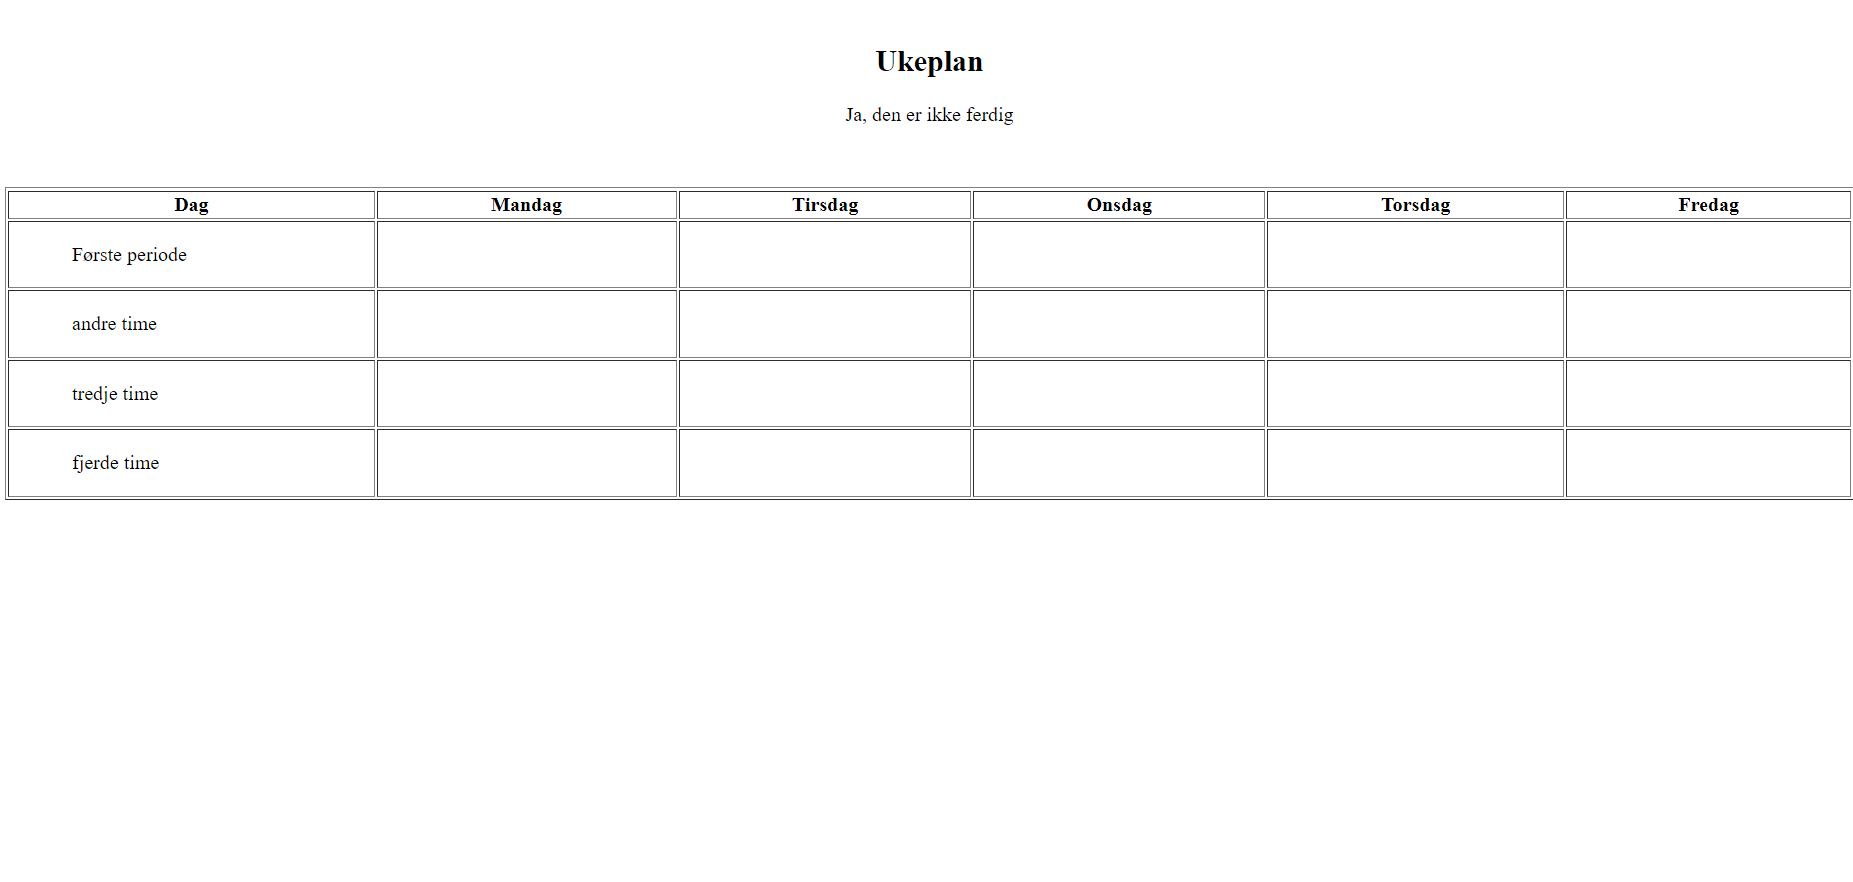 Ukeplan
Ja, den er ikke ferdig
Dag Mandag Tirsdag Onsdag Torsdag Fredag
Første periode
andre time
tredje time
fjerde time